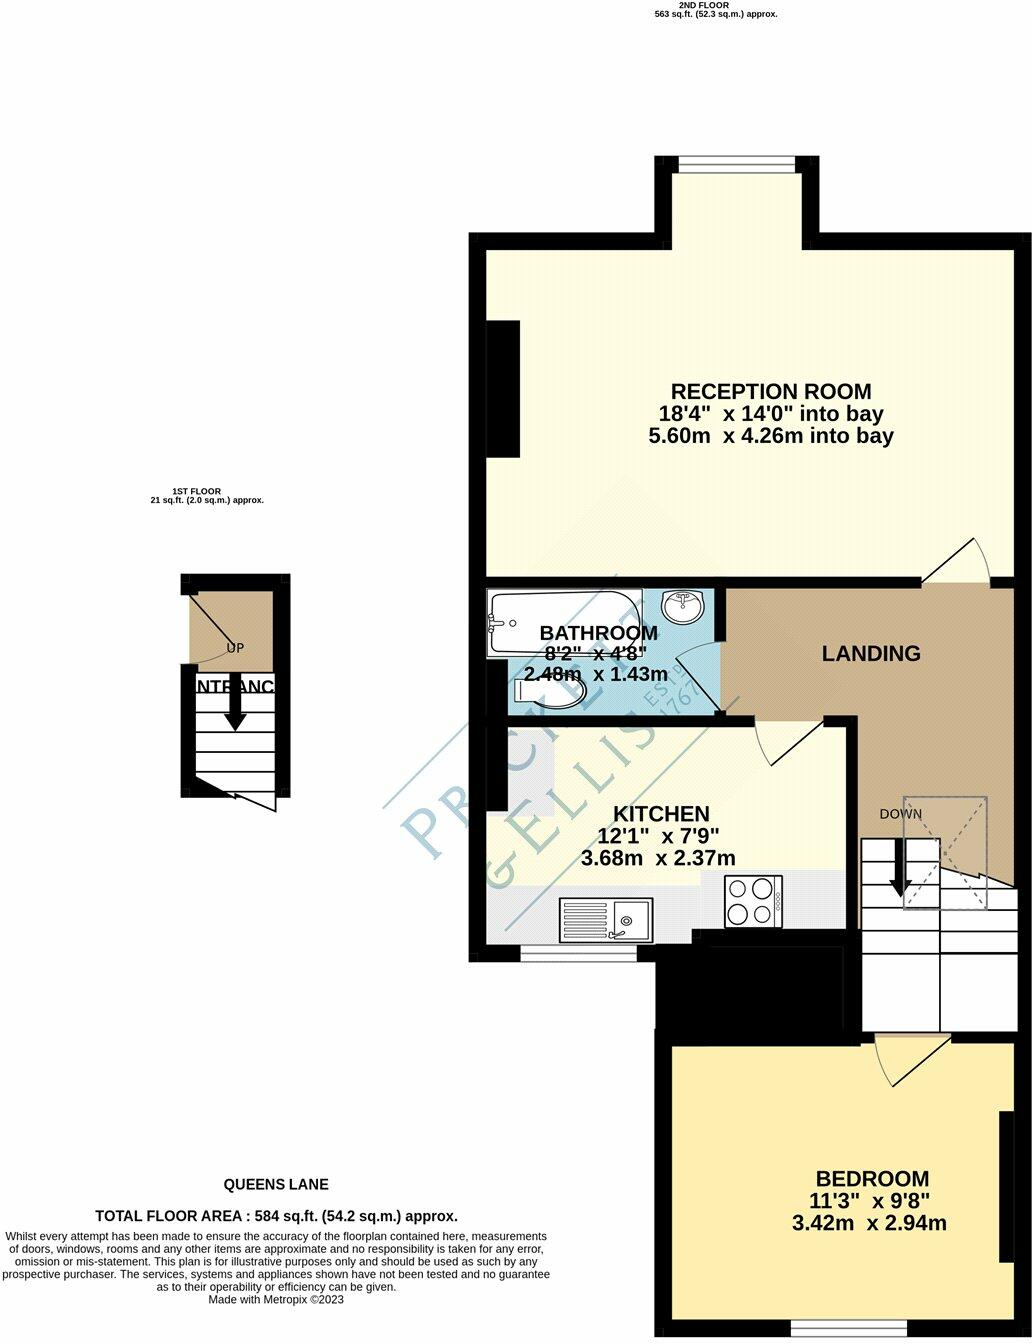 2ND FLOOR
563 sq.ft. (52.3 sq.m.) approx.
RECEPTION ROOM
18'4" x 14'0" into bay
5.60m x 4.26m into bay
1ST FLOOR
21 sq.ft. (2.0 sq.m.) approx.
UP
NTRANC
BATHROOM
8'2" x 4'8"
2.48m x 1.43m
LANDING
PRICKETT
& ELLIS
ESTD
1767
KITCHEN
12'1" x 7'9"
3.68m x 2.37m
DOWN
BEDROOM
11'3" x 9'8"
3.42m x 2.94m
QUEENS LANE
TOTAL FLOOR AREA : 584 sq.ft. (54.2 sq.m.) approx.
Whilst every attempt has been made to ensure the accuracy of the floorplan contained here, measurements
of doors, windows, rooms and any other items are approximate and no responsibility is taken for any error,
omission or mis-statement. This plan is for illustrative purposes only and should be used as such by any
prospective purchaser. The services, systems and appliances shown have not been tested and no guarantee
as to their operability or efficiency can be given.
Made with Metropix ©2023